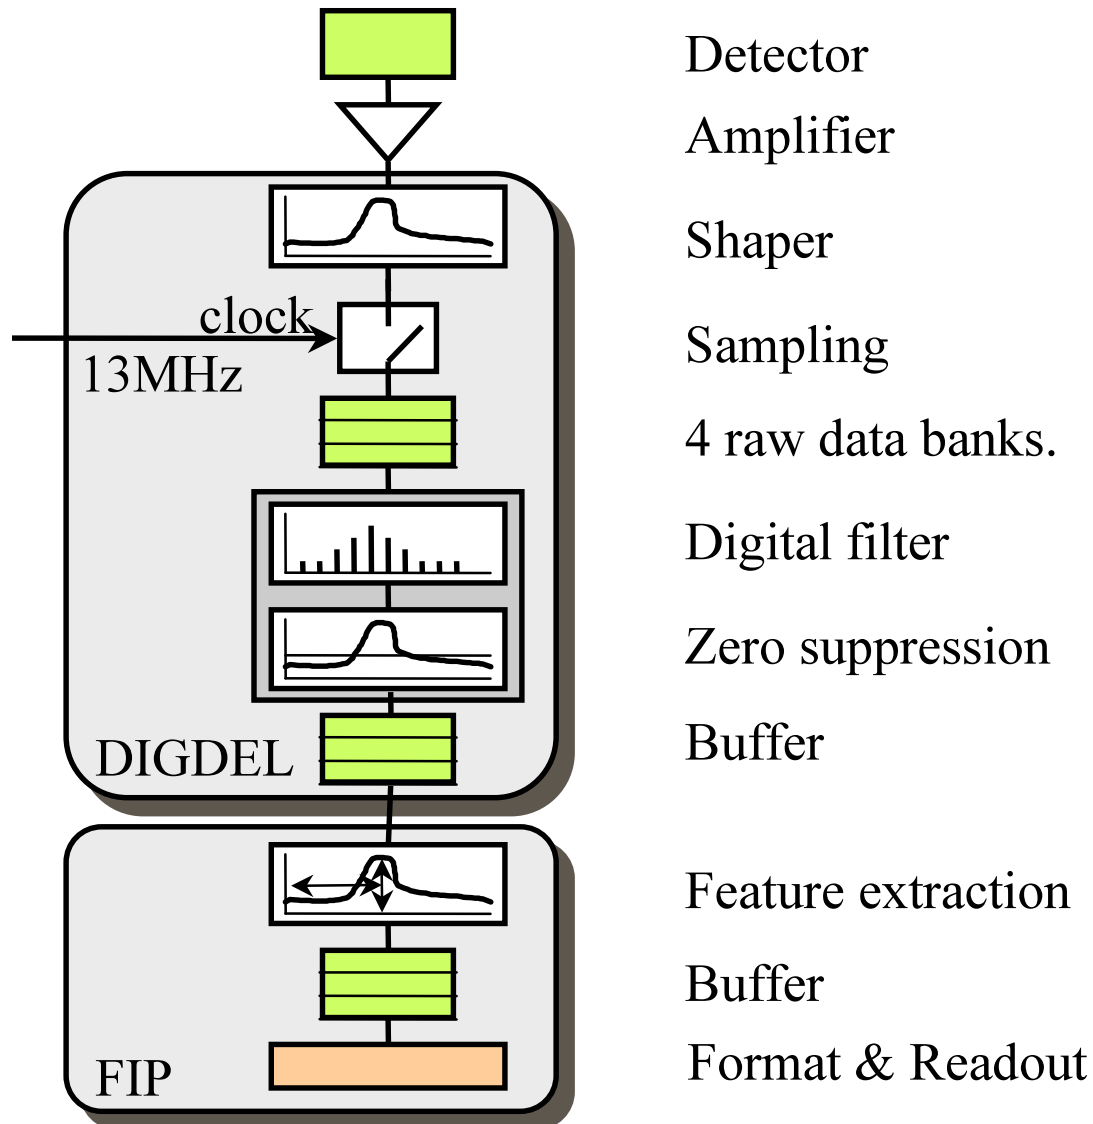 Detector
Amplifier
Shaper
clock
Sampling
13MHz
4 raw data banks.
Digital filter
Zero suppression
Buffer
DIGDEL
Feature extraction
Buffer
Format & Readout
FIP